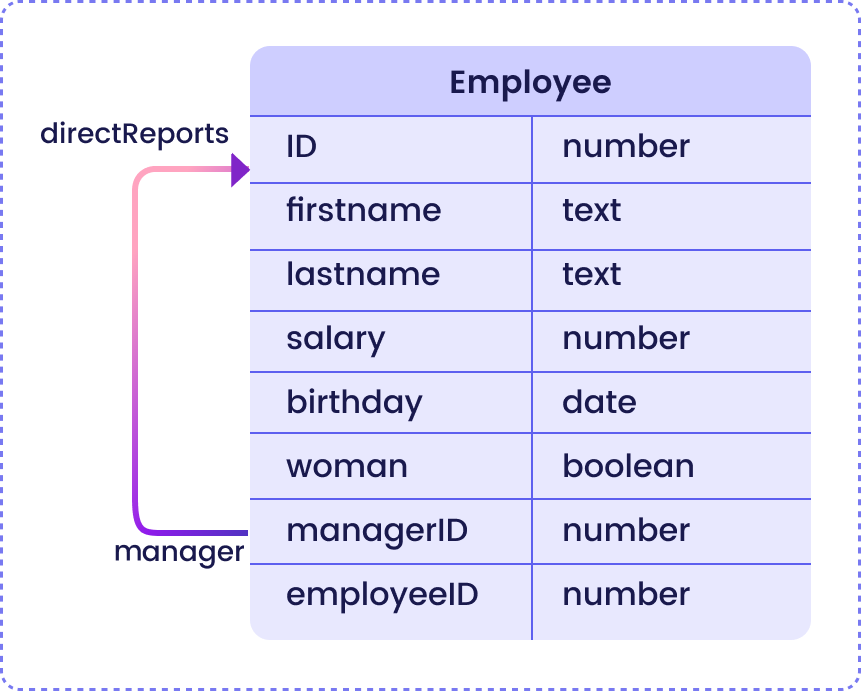 Employee
directReports
ID number
firstname text
lastname text
salary number
birthday date
woman boolean
managerID number
manager
employeeID number